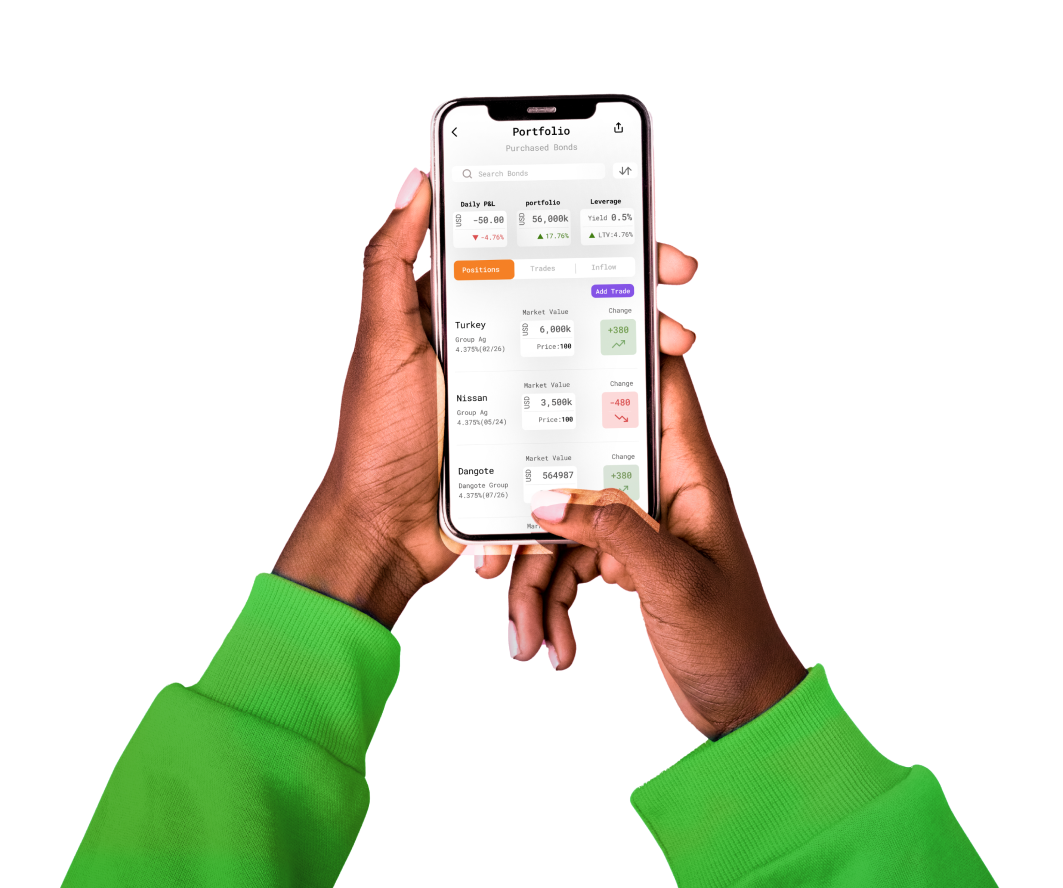 Portfolio
Purchased Bonds
Search Bonds
Daily P&L
portfolio
Leverage
USD
-50.00
-4.76%
USD
56,000k
17.76%
Yield 0.5%
LTV:4.76%
Positions
Trades
Inflow
Add Trade
Turkey
Group Ag
4.375%(02/26)
Market Value
USD
6,000k
Price:100
Change
+380
Nissan
Group Ag
4.375%(05/24)
Market Value
USD
3,500k
Price:100
Change
-480
Dangote
Dangote Group
4.375%(07/26)
Market Value
USD
564987
Change
+380